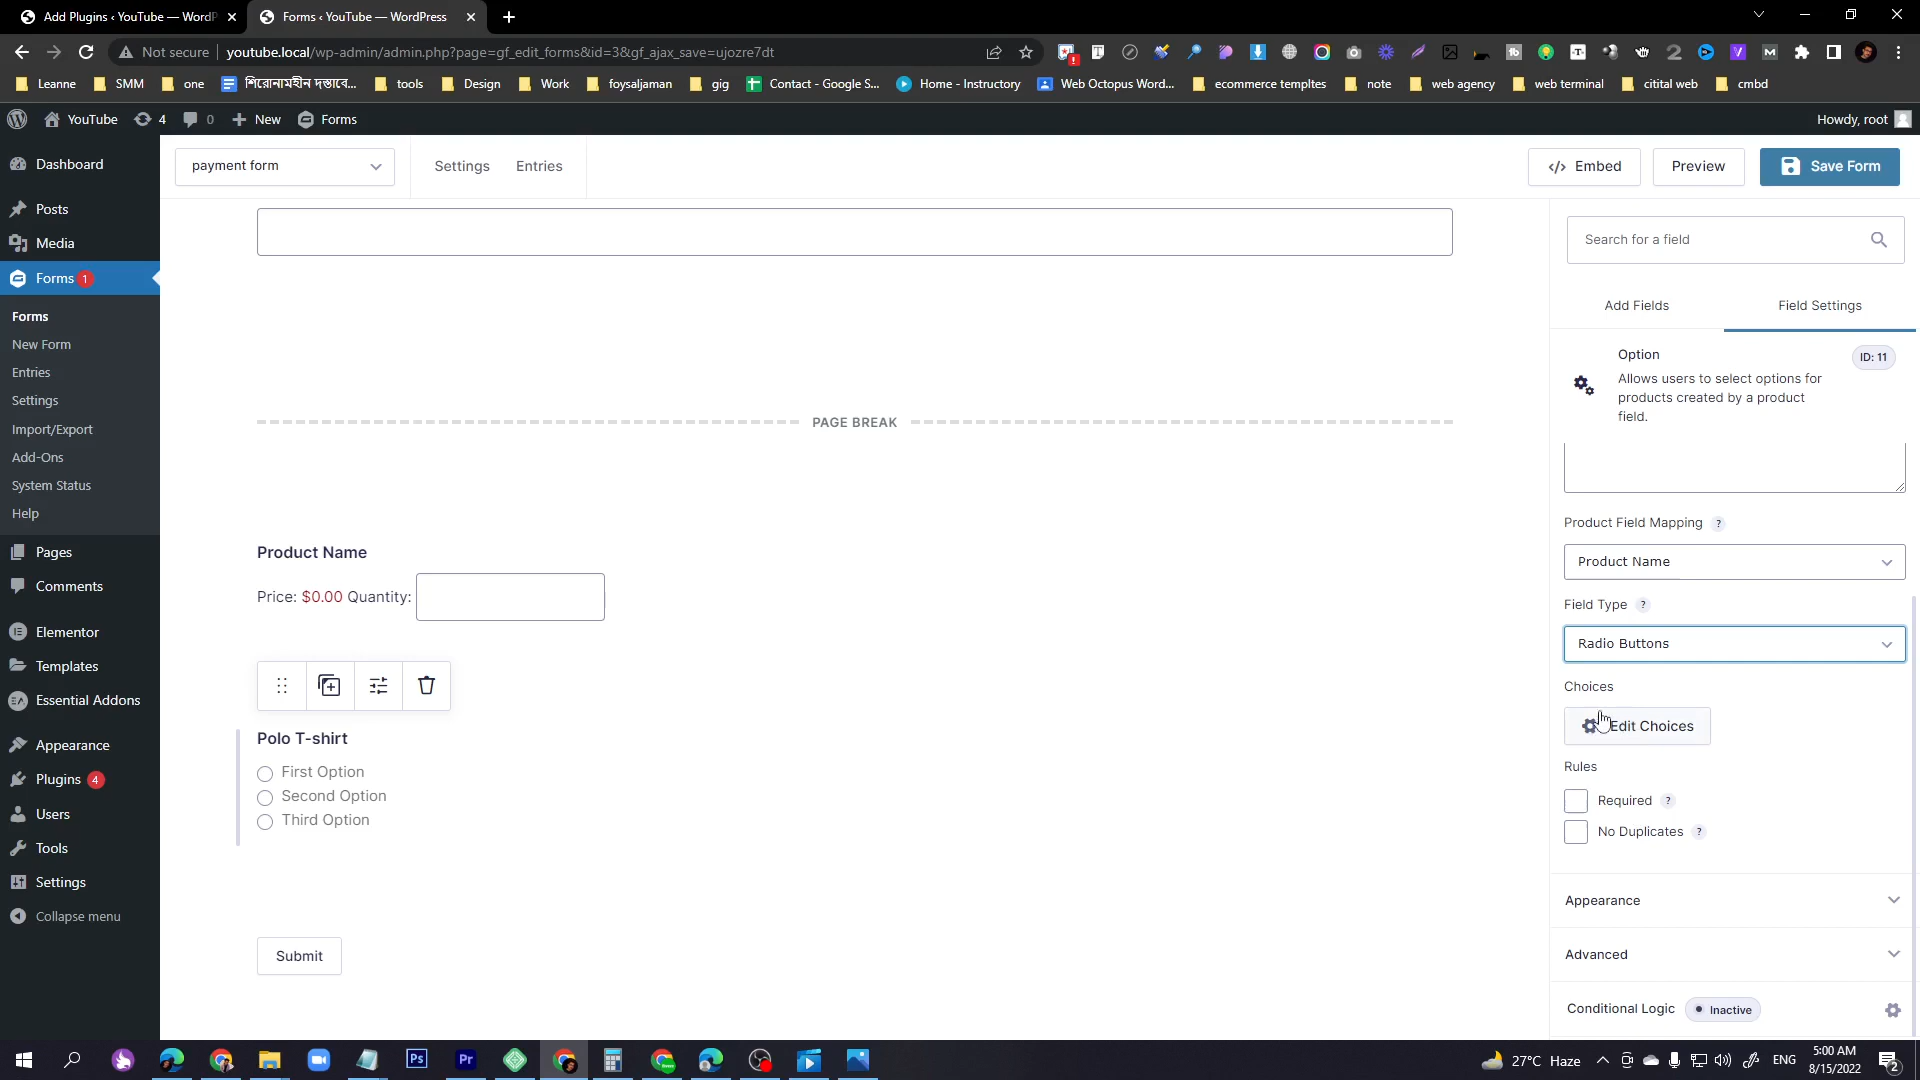 Add Plugins ‹ YouTube — WordP
Forms ‹ YouTube — WordPress
Not secure
youtube.local/wp-admin/admin.php?page=gf_edit_forms&id=3&gf_ajax_save=ujozre7dt
Leanne
SMM
one
শিরোনামহীন দস্তাবে...
tools
Design
Work
foysaljaman
gig
Contact - Google S...
Home - Instructory
Web Octopus Word...
ecommerce templtes
note
web agency
web terminal
citital web
cmbd
YouTube
4
0
New
Forms
Howdy, root
Dashboard
Posts
Media
Forms 1
Forms
New Form
Entries
Settings
Import/Export
Add-Ons
System Status
Help
Pages
Comments
Elementor
Templates
Essential Addons
Appearance
Plugins 4
Users
Tools
Settings
Collapse menu
payment form
Settings
Entries
Embed
Preview
Save Form
PAGE BREAK
Product Name
Price: $0.00 Quantity:
Polo T-shirt
First Option
Second Option
Third Option
Submit
Search for a field
Add Fields
Field Settings
Option
ID: 11
Allows users to select options for
products created by a product
field.
Product Field Mapping ?
Product Name
Field Type ?
Radio Buttons
Choices
Edit Choices
Rules
Required ?
No Duplicates ?
Appearance
Advanced
Conditional Logic
Inactive
Ps
Pr
27°C Haze
ENG
5:00 AM
8/15/2022
2